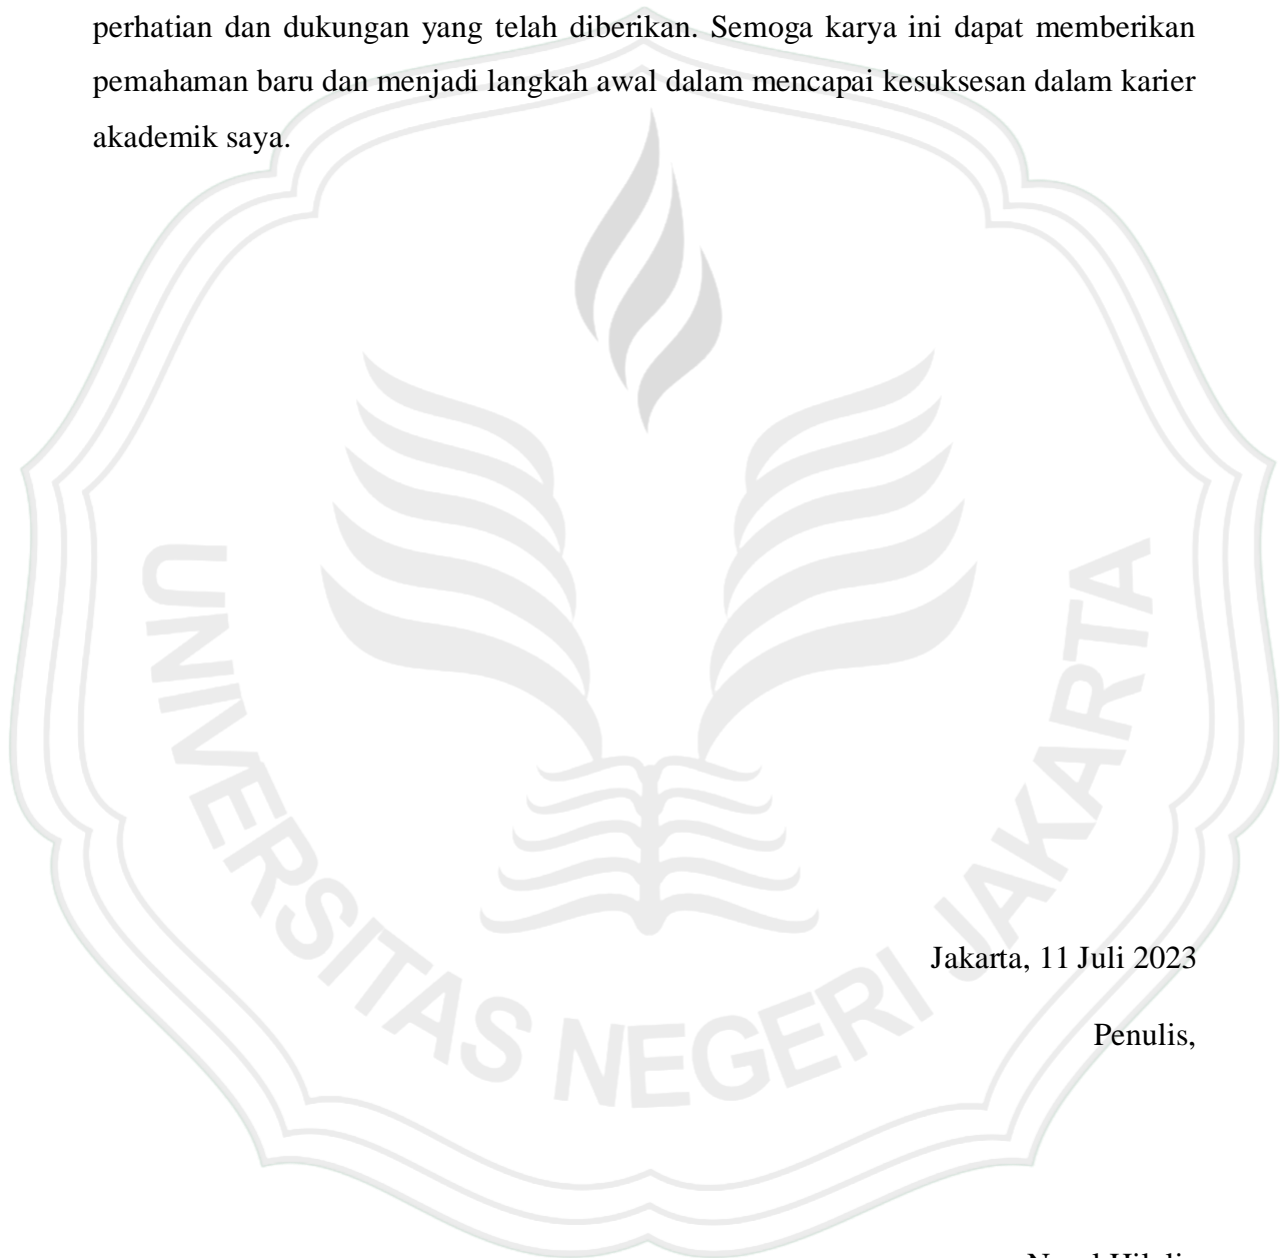 perhatian dan dukungan yang telah diberikan. Semoga karya ini dapat memberikan
pemahaman baru dan menjadi langkah awal dalam mencapai kesuksesan dalam karier
akademik saya.
UNIVERSITAS NEGERI JAKARTA
Jakarta, 11 Juli 2023
Penulis,